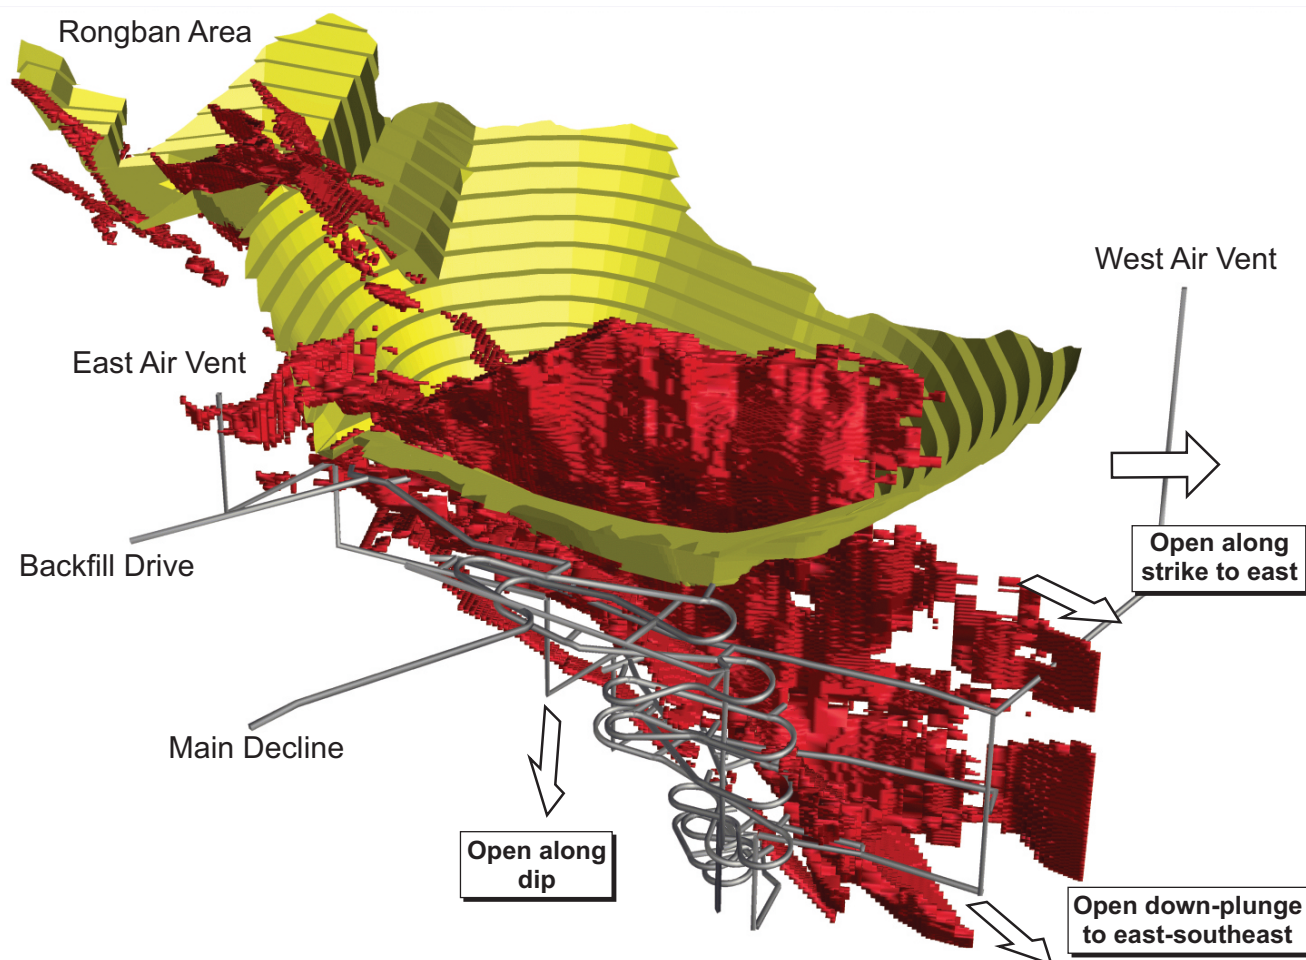 Rongban Area
West Air Vent
East Air Vent
Backfill Drive
Open along
strike to east
Main Decline
Open along
dip
Open down-plunge
to east-southeast